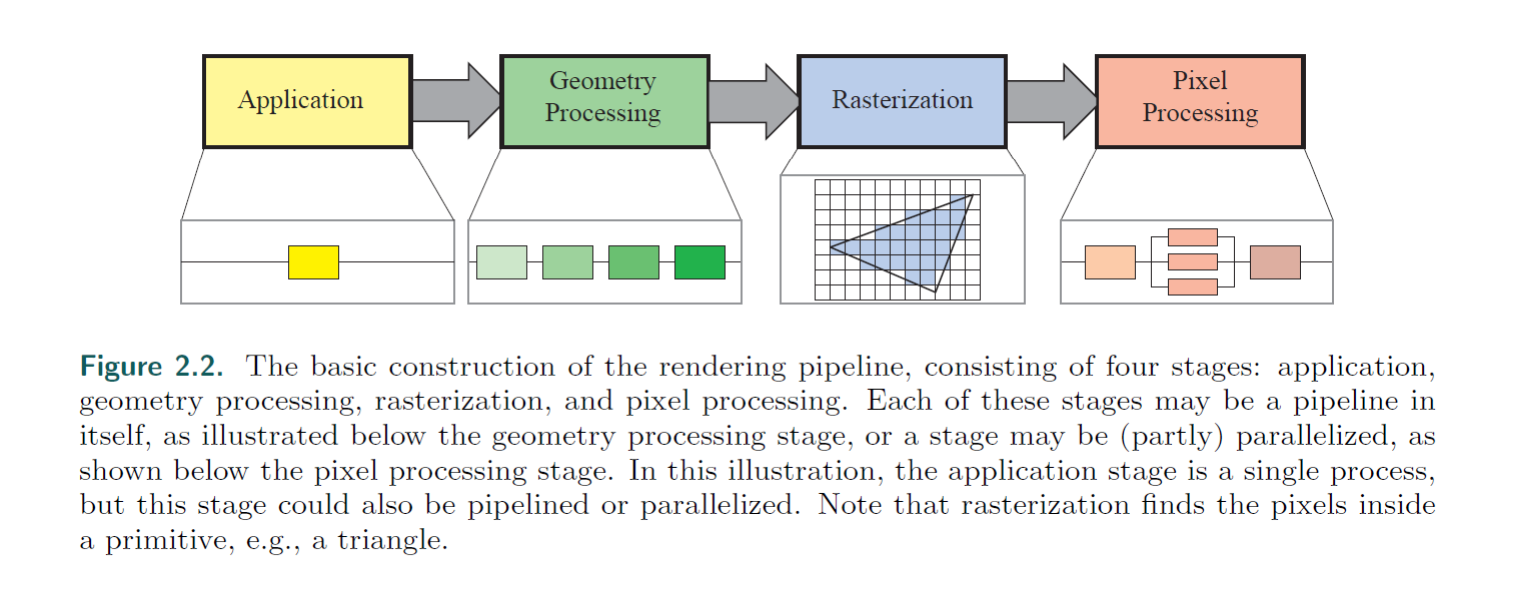 Application
Geometry
Processing
Rasterization
Pixel
Processing
Figure 2.2. The basic construction of the rendering pipeline, consisting of four stages: application,
geometry processing, rasterization, and pixel processing. Each of these stages may be a pipeline in
itself, as illustrated below the geometry processing stage, or a stage may be (partly) parallelized, as
shown below the pixel processing stage. In this illustration, the application stage is a single process,
but this stage could also be pipelined or parallelized. Note that rasterization finds the pixels inside
a primitive, e.g., a triangle.